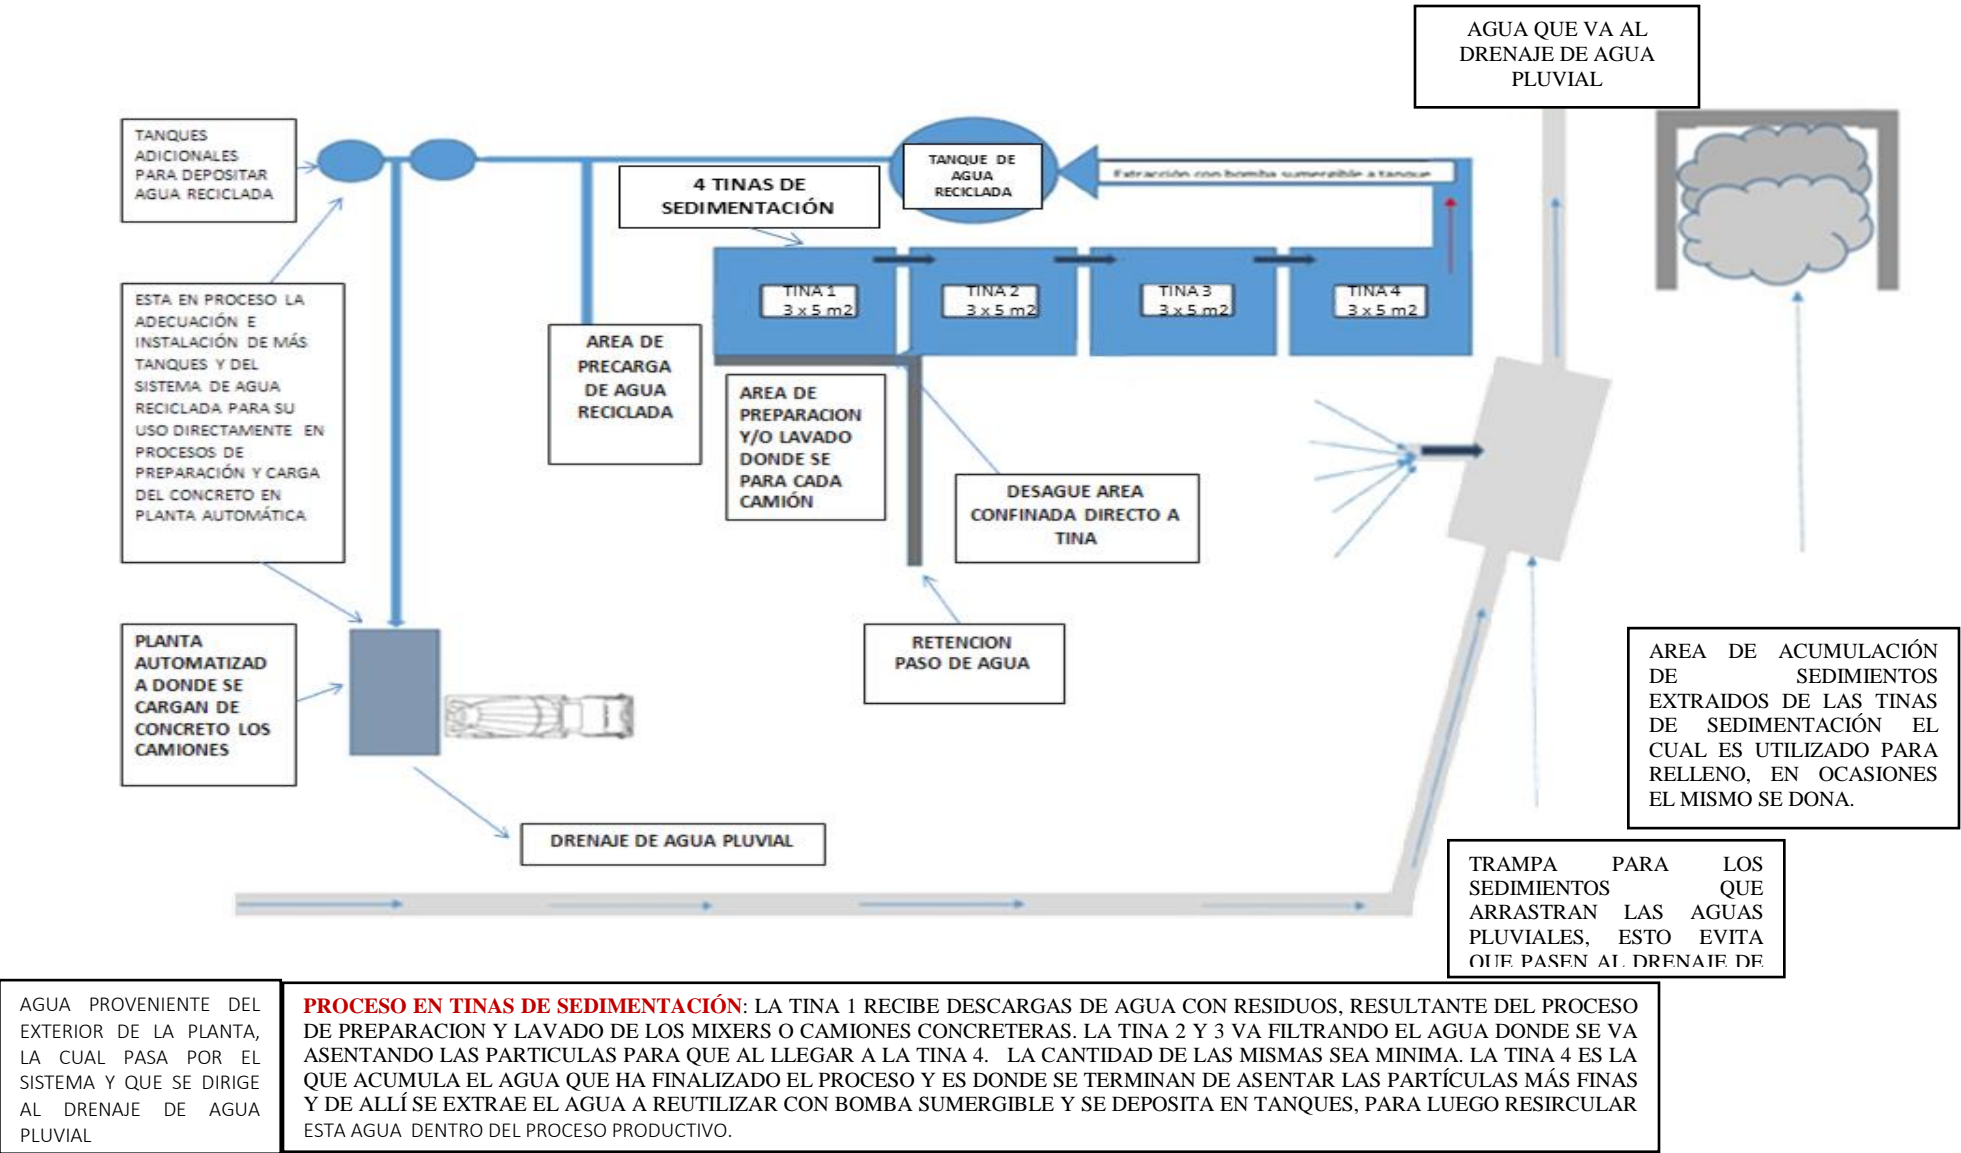 AGUA QUE VA AL
DRENAJE DE AGUA
PLUVIAL
TANQUES
ADICIONALES
PARA DEPOSITAR
AGUA RECICLADA
4 TINAS DE
SEDIMENTACIÓN
TANQUE DE
AGUA
RECICLADA
Extracción con bomba sumergible a tanque
TINA 1
3 x 5 m2
TINA 2
3 x 5 m2
TINA 3
3 x 5 m2
TINA 4
3 x 5 m2
ESTA EN PROCESO LA
ADECUACIÓN E
INSTALACIÓN DE MÁS
TANQUES Y DEL
SISTEMA DE AGUA
RECICLADA PARA SU
USO DIRECTAMENTE EN
PROCESOS DE
PREPARACIÓN Y CARGA
DEL CONCRETO EN
PLANTA AUTOMÁTICA
AREA DE
PRECARGA
DE AGUA
RECICLADA
AREA DE
PREPARACION
Y/O LAVADO
DONDE SE
PARA CADA
CAMIÓN
DESAGUE AREA
CONFINADA DIRECTO A
TINA
RETENCION
PASO DE AGUA
PLANTA
AUTOMATIZAD
A DONDE SE
CARGAN DE
CONCRETO LOS
CAMIONES
DRENAJE DE AGUA PLUVIAL
AREA DE ACUMULACIÓN
DE SEDIMENTOS
EXTRAIDOS DE LAS TINAS
DE SEDIMENTACIÓN EL
CUAL ES UTILIZADO PARA
RELLENO, EN OCASIONES
EL MISMO SE DONA.
TRAMPA PARA LOS
SEDIMIENTOS QUE
ARRASTRAN LAS AGUAS
PLUVIALES, ESTO EVITA
QUE PASEN AL DRENAJE DE
AGUA PROVENIENTE DEL
EXTERIOR DE LA PLANTA,
LA CUAL PASA POR EL
SISTEMA Y QUE SE DIRIGE
AL DRENAJE DE AGUA
PLUVIAL
PROCESO EN TINAS DE SEDIMENTACIÓN: LA TINA 1 RECIBE DESCARGAS DE AGUA CON RESIDUOS, RESULTANTE DEL PROCESO
DE PREPARACION Y LAVADO DE LOS MIXERS O CAMIONES CONCRETERAS. LA TINA 2 Y 3 VA FILTRANDO EL AGUA DONDE SE VA
ASENTANDO LAS PARTICULAS PARA QUE AL LLEGAR A LA TINA 4. LA CANTIDAD DE LAS MISMAS SEA MINIMA. LA TINA 4 ES LA
QUE ACUMULA EL AGUA QUE HA FINALIZADO EL PROCESO Y ES DONDE SE TERMINAN DE ASENTAR LAS PARTÍCULAS MÁS FINAS
Y DE ALLÍ SE EXTRAE EL AGUA A REUTILIZAR CON BOMBA SUMERGIBLE Y SE DEPOSITA EN TANQUES, PARA LUEGO RESIRCULAR
ESTA AGUA DENTRO DEL PROCESO PRODUCTIVO.